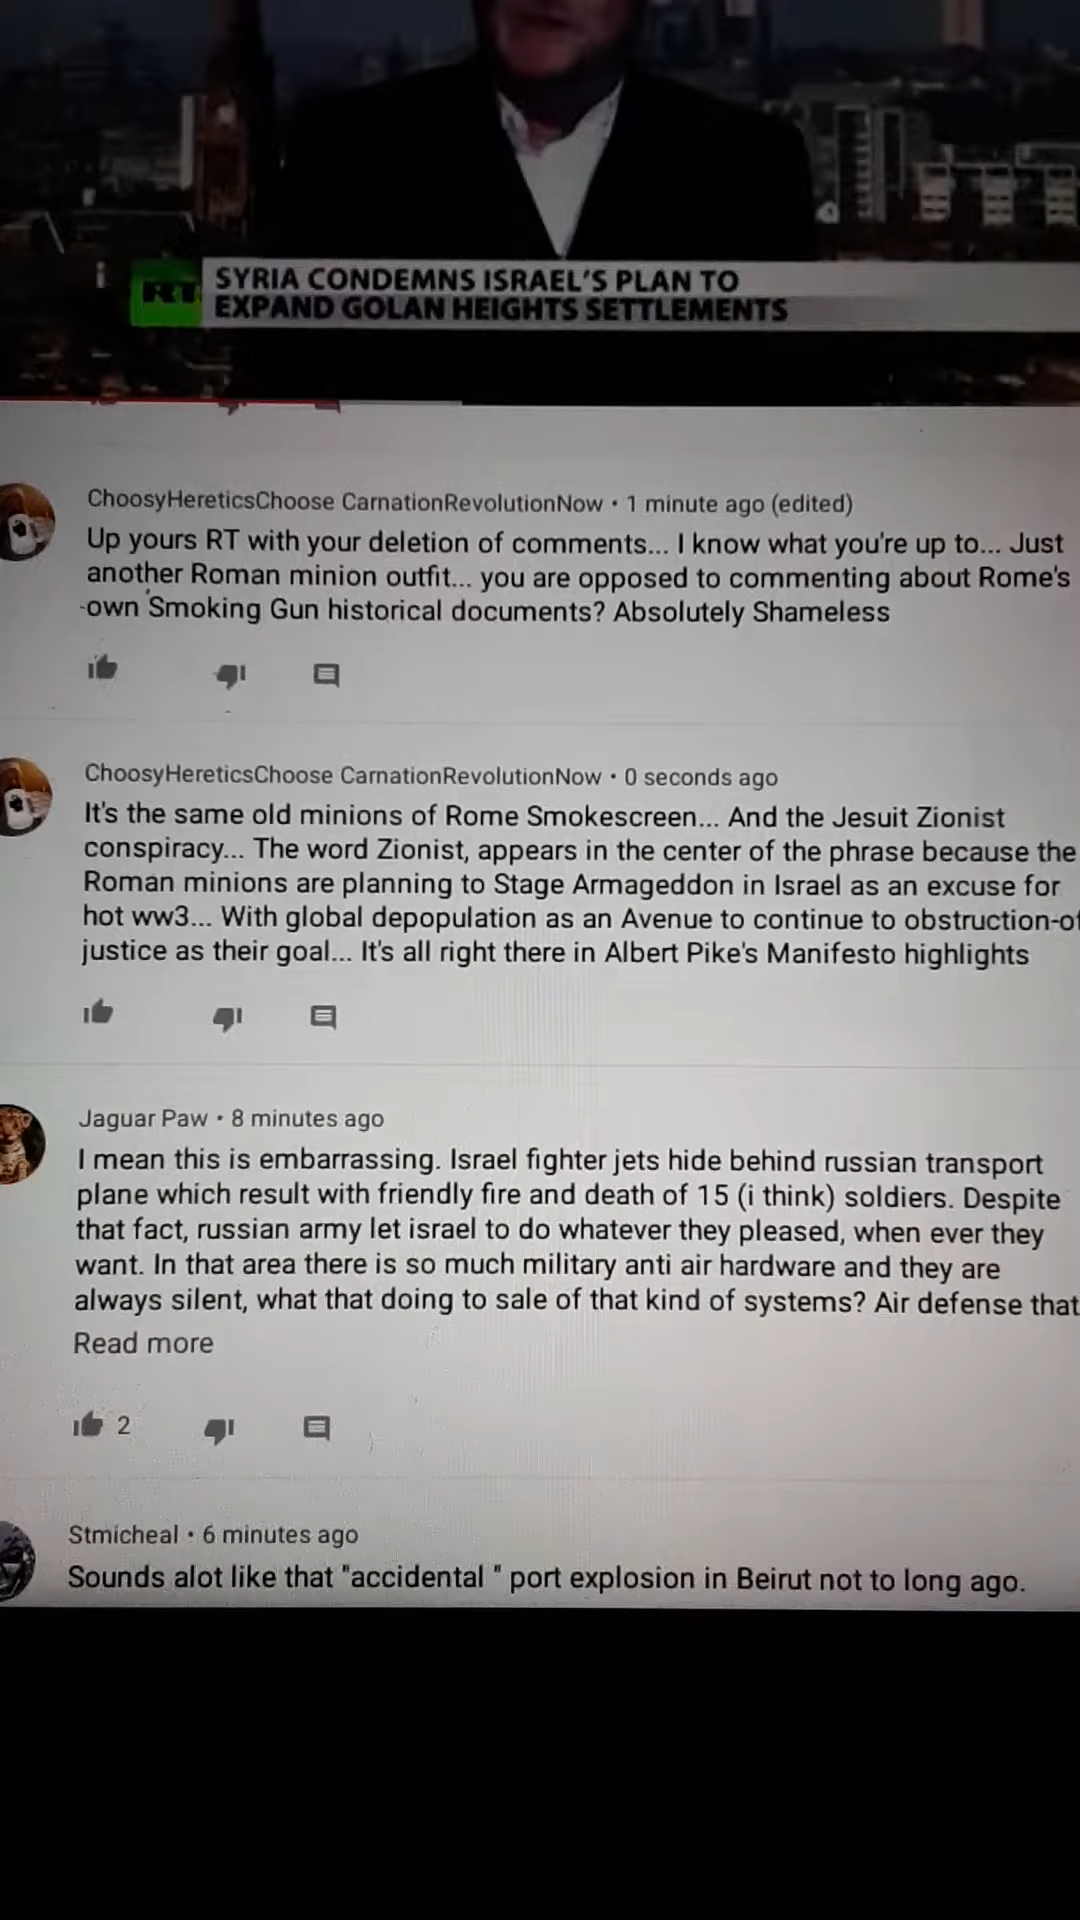 RT
SYRIA CONDEMNS ISRAEL'S PLAN TO
EXPAND GOLAN HEIGHTS SETTLEMENTS
ChoosyHereticsChoose CarnationRevolutionNow • 1 minute ago (edited)
Up yours RT with your deletion of comments... I know what you're up to... Just
another Roman minion outfit... you are opposed to commenting about Rome's
own Smoking Gun historical documents? Absolutely Shameless
ChoosyHereticsChoose CarnationRevolutionNow • 0 seconds ago
It's the same old minions of Rome Smokescreen... And the Jesuit Zionist
conspiracy... The word Zionist, appears in the center of the phrase because the
Roman minions are planning to Stage Armageddon in Israel as an excuse for
hot ww3... With global depopulation as an Avenue to continue to obstruction-of
justice as their goal... It's all right there in Albert Pike's Manifesto highlights
Jaguar Paw • 8 minutes ago
I mean this is embarrassing. Israel fighter jets hide behind russian transport
plane which result with friendly fire and death of 15 (i think) soldiers. Despite
that fact, russian army let israel to do whatever they pleased, when ever they
want. In that area there is so much military anti air hardware and they are
always silent, what that doing to sale of that kind of systems? Air defense that
Read more
2
Stmicheal • 6 minutes ago
Sounds alot like that "accidental " port explosion in Beirut not to long ago.